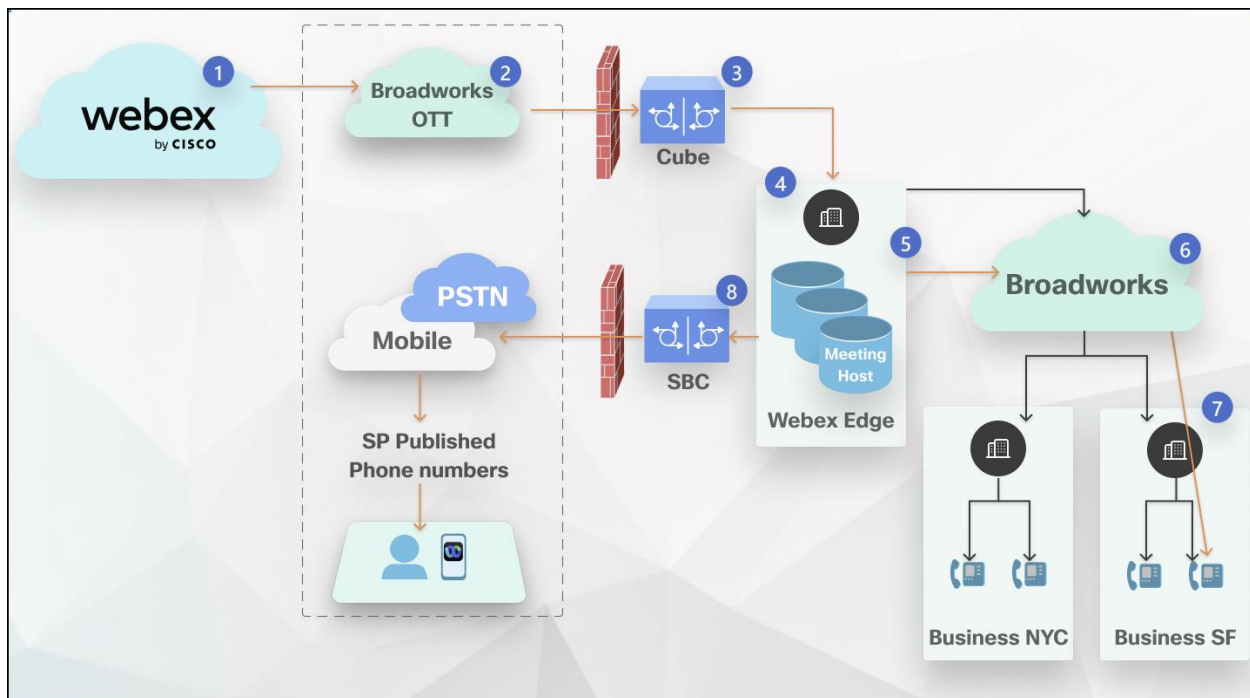 1
webex
by CISCO
2
Broadworks
OTT
3
Cube
4
5
6
Broadworks
PSTN
Mobile
8
SBC
Meeting
Host
Webex Edge
SP Published
Phone numbers
7
Business NYC
Business SF